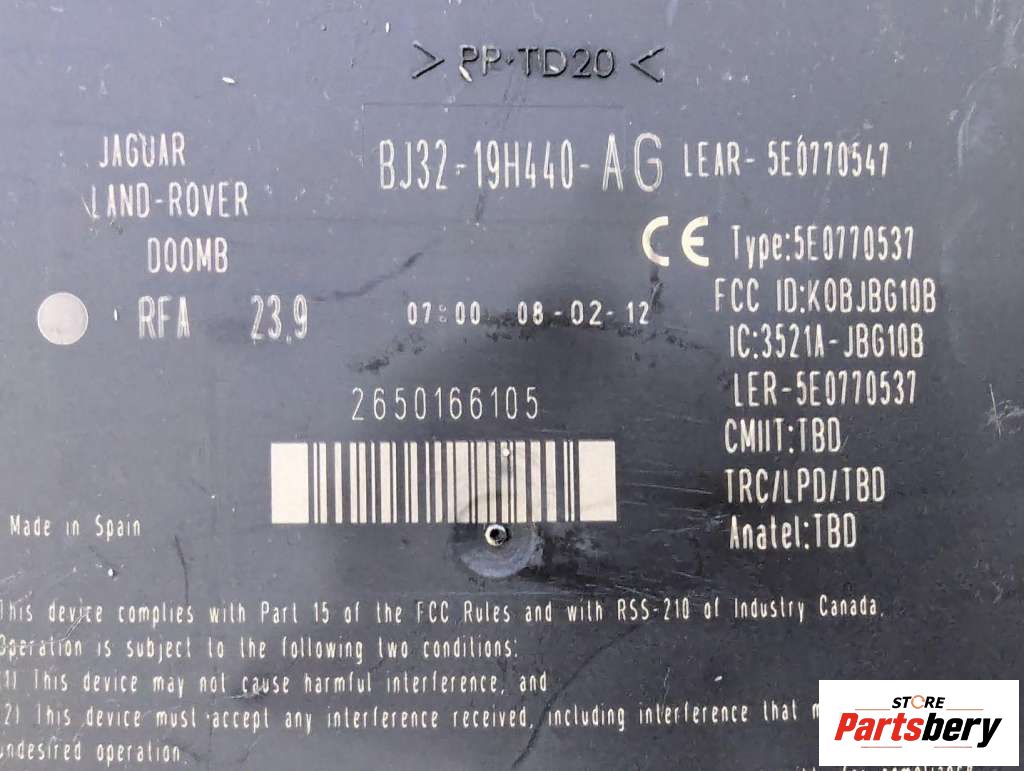 >PP-TD20<
JAGUAR
LAND-ROVER
D00MB
BJ32-19H440-AG LEAR-5E0770547
CE Type:5E0770537
FCC ID:KOBJBG10B
IC:3521A-JBG10B
LER-5E0770537
CMIIT:TBD
TRC/LPD/TBD
Anatel:TBD
RFA 23,9 07:00 08-02-12
2650166105
Made in Spain
This device complies with Part 15 of the FCC Rules and with RSS-210 of Industry Canada.
Operation is subject to the following two conditions:
(1) This device may not cause harmful interference, and
(2) This device must accept any interference received, including interference that
undesired operation.
STORE
Partsbery